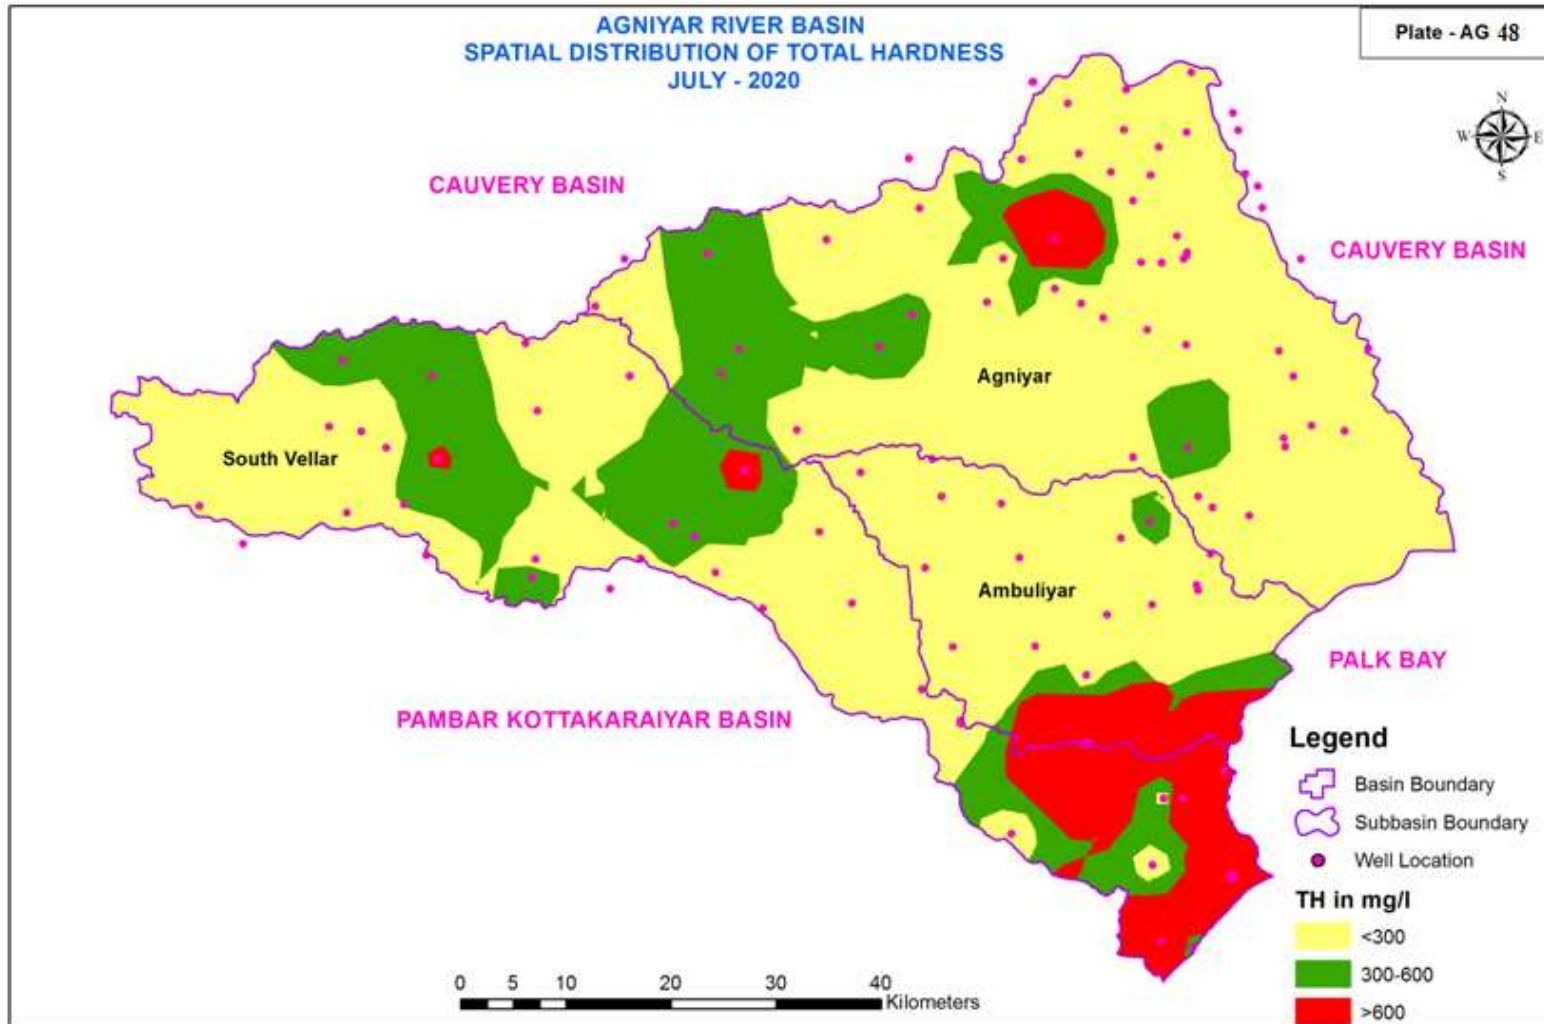 AGNIYAR RIVER BASIN
SPATIAL DISTRIBUTION OF TOTAL HARDNESS
JULY - 2020
Plate - AG 48
N
W E
S
CAUVERY BASIN
CAUVERY BASIN
Agniyar
South Vellar
Ambuliyar
PALK BAY
PAMBAR KOTTAKARAIYAR BASIN
Legend
Basin Boundary
Subbasin Boundary
Well Location
TH in mg/l
<300
300-600
>600
0 5 10 20 30 40
Kilometers